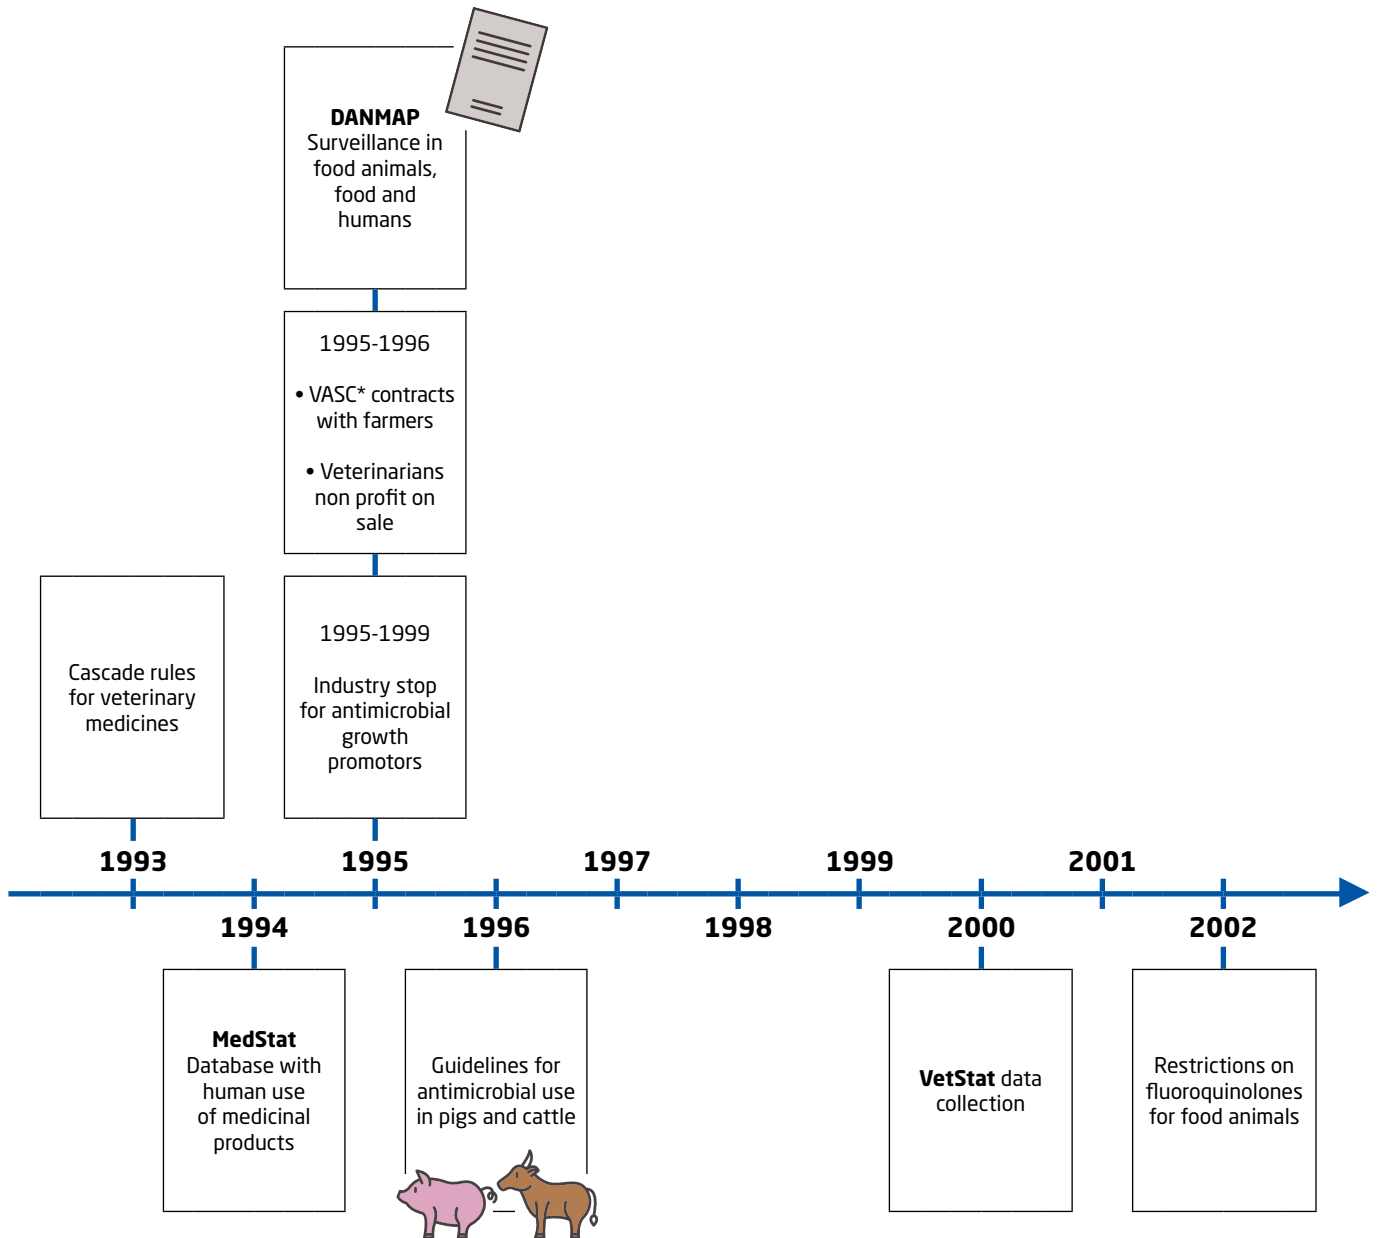 DANMAP
Surveillance in
food animals,
food and
humans
1995-1996
• VASC* contracts
with farmers
• Veterinarians
non profit on
sale
Cascade rules
for veterinary
medicines
1995-1999
Industry stop
for antimicrobial
growth
promotors
1993
1995
1997
1999
2001
1994
1996
1998
2000
2002
MedStat
Database with
human use
of medicinal
products
Guidelines for
antimicrobial use
in pigs and cattle
VetStat data
collection
Restrictions on
fluoroquinolones
for food animals